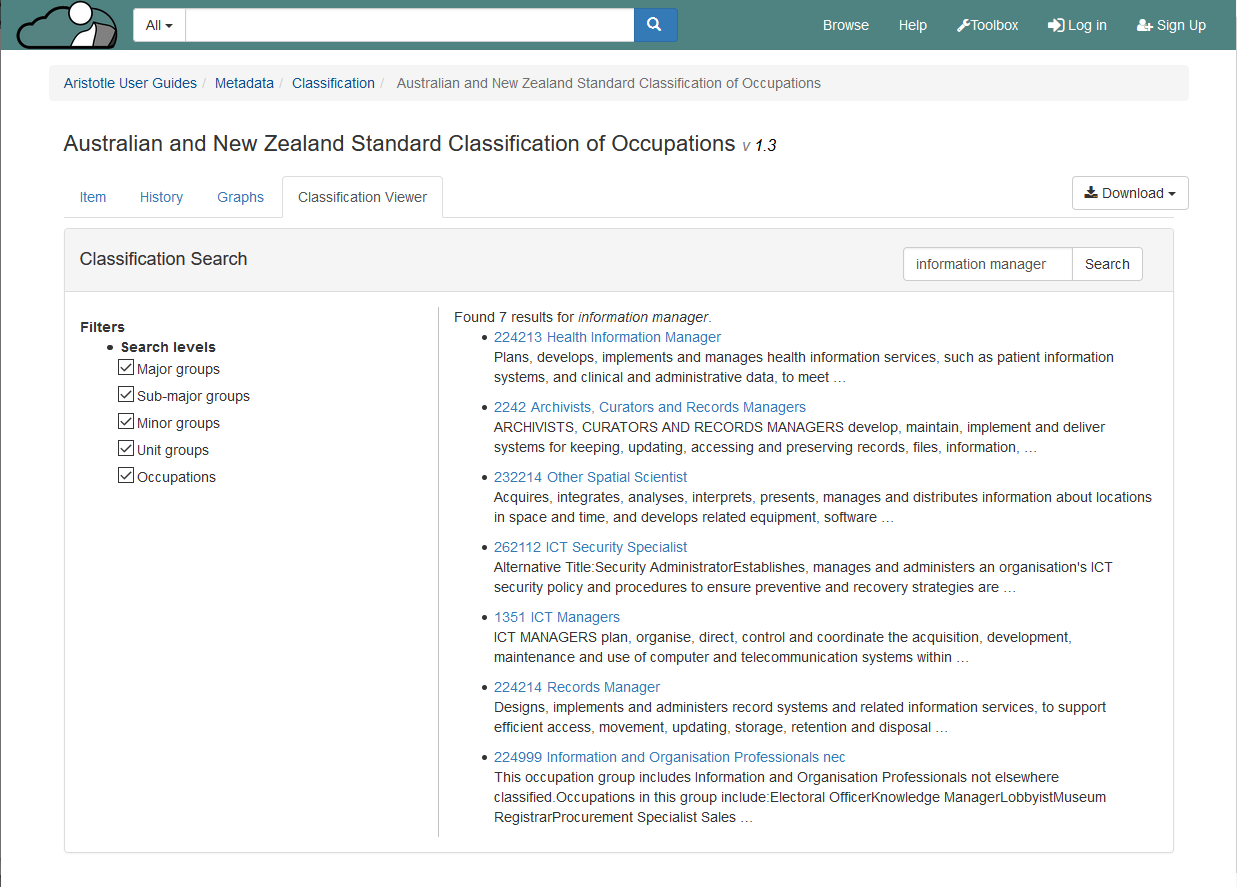 All
Browse Help Toolbox Log in Sign Up
Aristotle User Guides / Metadata / Classification / Australian and New Zealand Standard Classification of Occupations
Australian and New Zealand Standard Classification of Occupations v 1.3
Item History Graphs Classification Viewer Download
Classification Search
information manager Search
Filters
• Search levels
Major groups
Sub-major groups
Minor groups
Unit groups
Occupations
Found 7 results for information manager.
• 224213 Health Information Manager
Plans, develops, implements and manages health information services, such as patient information
systems, and clinical and administrative data, to meet …
• 2242 Archivists, Curators and Records Managers
ARCHIVISTS, CURATORS AND RECORDS MANAGERS develop, maintain, implement and deliver
systems for keeping, updating, accessing and preserving records, files, information, …
• 232214 Other Spatial Scientist
Acquires, integrates, analyses, interprets, presents, manages and distributes information about locations
in space and time, and develops related equipment, software …
• 262112 ICT Security Specialist
Alternative Title:Security AdministratorEstablishes, manages and administers an organisation's ICT
security policy and procedures to ensure preventive and recovery strategies are …
• 1351 ICT Managers
ICT MANAGERS plan, organise, direct, control and coordinate the acquisition, development,
maintenance and use of computer and telecommunication systems within …
• 224214 Records Manager
Designs, implements and administers record systems and related information services, to support
efficient access, movement, updating, storage, retention and disposal …
• 224999 Information and Organisation Professionals nec
This occupation group includes Information and Organisation Professionals not elsewhere
classified.Occupations in this group include:Electoral OfficerKnowledge ManagerLobbyistMuseum
RegistrarProcurement Specialist Sales …